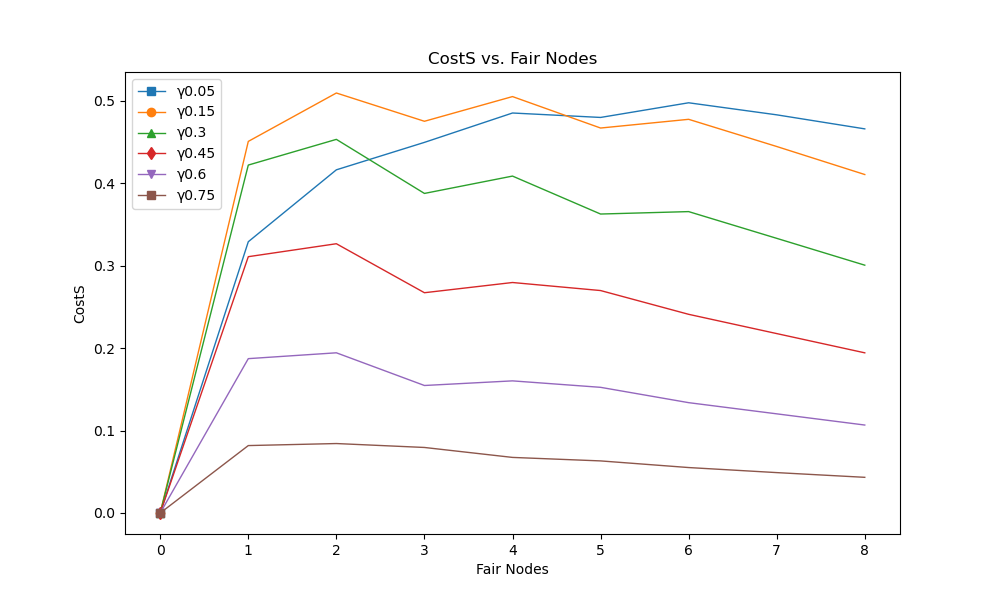 CostS vs. Fair Nodes
γ0.05
γ0.15
γ0.3
γ0.45
γ0.6
γ0.75
CostS
0.5
0.4
0.3
0.2
0.1
0.0
0 1 2 3 4 5 6 7 8
Fair Nodes